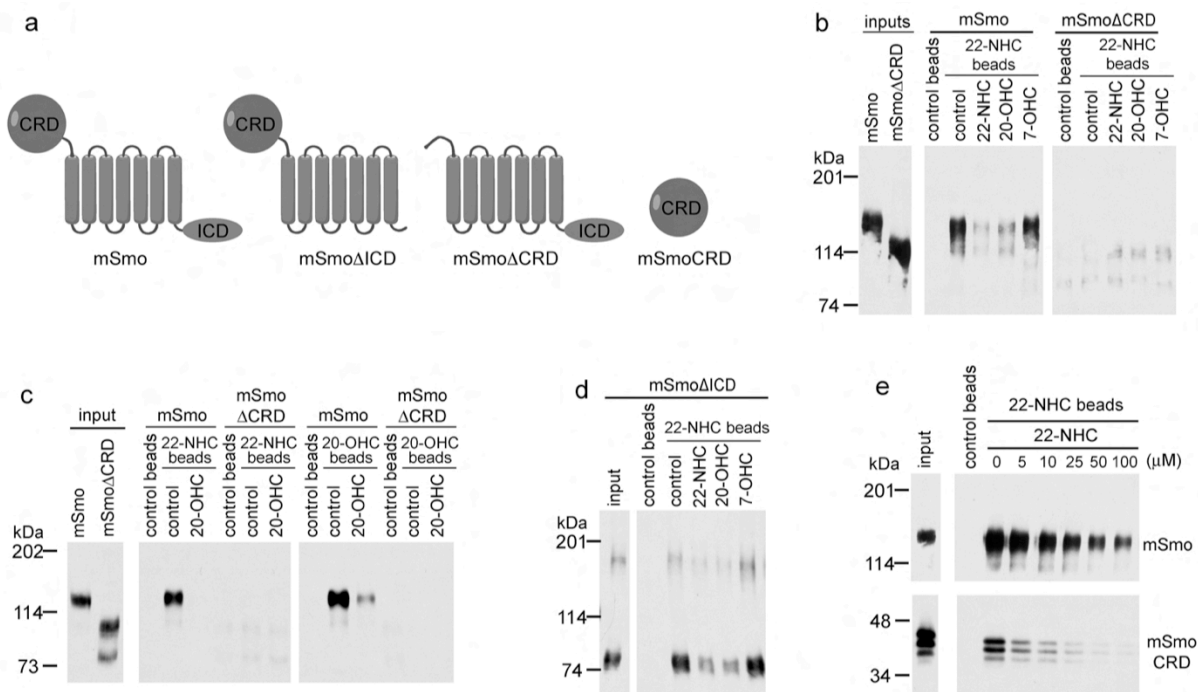 a
CRD
CRD
CRD
ICD
ICD
mSmo
mSmoΔICD
mSmoΔCRD
mSmoCRD
b
inputs
mSmo
mSmoΔCRD
22-NHC
beads
22-NHC
beads
mSmo
mSmoΔCRD
control beads
control
22-NHC
20-OHC
7-OHC
control beads
control
22-NHC
20-OHC
7-OHC
kDa
201
114
74
c
input
mSmo
mSmo
ΔCRD
mSmo
mSmo
ΔCRD
22-NHC
beads
22-NHC
beads
20-OHC
beads
20-OHC
beads
mSmo
mSmoΔCRD
control beads
control
20-OHC
control beads
control
20-OHC
control beads
control
20-OHC
control beads
control
20-OHC
kDa
202
114
73
d
mSmoΔICD
22-NHC beads
input
control beads
control
22-NHC
20-OHC
7-OHC
kDa
201
114
74
e
22-NHC beads
22-NHC
input
control beads
0 5 10 25 50 100 (μM)
kDa
201
114
mSmo
48
34
mSmo
CRD